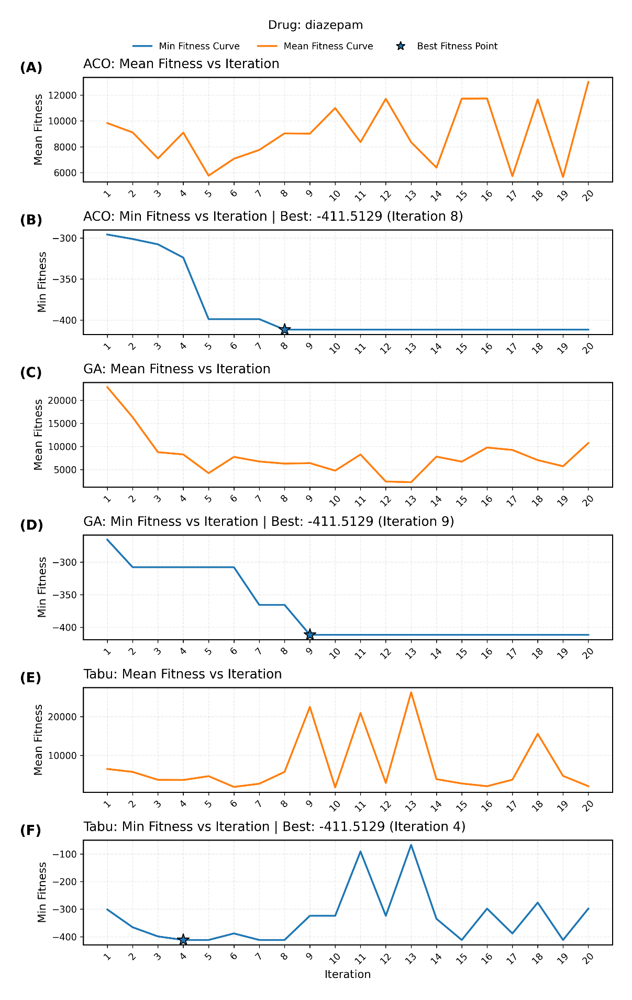 Drug: diazepam
Min Fitness Curve Mean Fitness Curve Best Fitness Point
(A) ACO: Mean Fitness vs Iteration
Mean Fitness
12000
10000
8000
6000
1 2 3 4 5 6 7 8 9 10 11 12 13 14 15 16 17 18 19 20
(B) ACO: Min Fitness vs Iteration | Best: -411.5129 (Iteration 8)
Min Fitness
−300
−350
−400
1 2 3 4 5 6 7 8 9 10 11 12 13 14 15 16 17 18 19 20
(C) GA: Mean Fitness vs Iteration
Mean Fitness
20000
15000
10000
5000
1 2 3 4 5 6 7 8 9 10 11 12 13 14 15 16 17 18 19 20
(D) GA: Min Fitness vs Iteration | Best: -411.5129 (Iteration 9)
Min Fitness
−300
−350
−400
1 2 3 4 5 6 7 8 9 10 11 12 13 14 15 16 17 18 19 20
(E) Tabu: Mean Fitness vs Iteration
Mean Fitness
20000
10000
1 2 3 4 5 6 7 8 9 10 11 12 13 14 15 16 17 18 19 20
(F) Tabu: Min Fitness vs Iteration | Best: -411.5129 (Iteration 4)
Min Fitness
−100
−200
−300
−400
1 2 3 4 5 6 7 8 9 10 11 12 13 14 15 16 17 18 19 20
Iteration